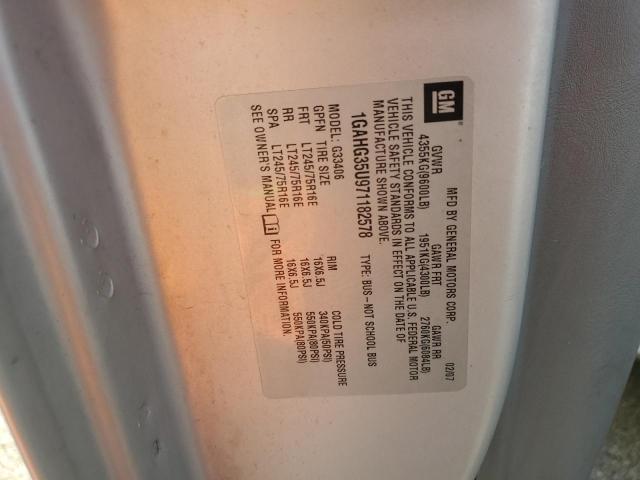 GM
MFD BY GENERAL MOTORS CORP. 02/07
GVWR GAWR FRT GAWR RR
4355KG(9600LB) 1951KG(4300LB) 2760KG(6084LB)
THIS VEHICLE CONFORMS TO ALL APPLICABLE U.S. FEDERAL MOTOR
VEHICLE SAFETY STANDARDS IN EFFECT ON THE DATE OF
MANUFACTURE SHOWN ABOVE.
1GAHG35U971182578 TYPE: BUS-NOT SCHOOL BUS
MODEL: G33406
GPFN TIRE SIZE RIM COLD TIRE PRESSURE
FRT LT245/75R16E 16X6.5J 340KPA(50PSI)
RR LT245/75R16E 16X6.5J 550KPA(80PSI)
SPA LT245/75R16E 16X6.5J 550KPA(80PSI)
SEE OWNER'S MANUAL FOR MORE INFORMATION.